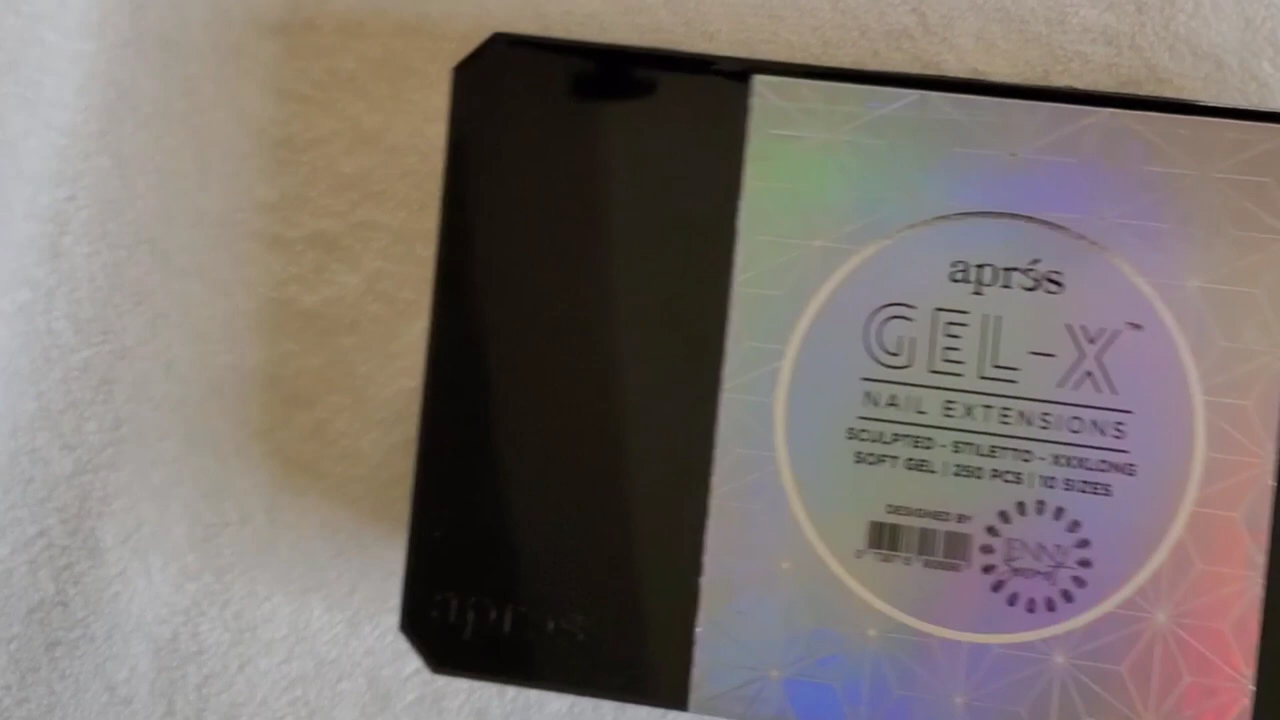 aprés
GEL-X™
NAIL EXTENSIONS
SCULPTED - STILETTO - XXXLONG
SOFT GEL | 250 PCS | 10 SIZES
DESIGNED BY
aprés